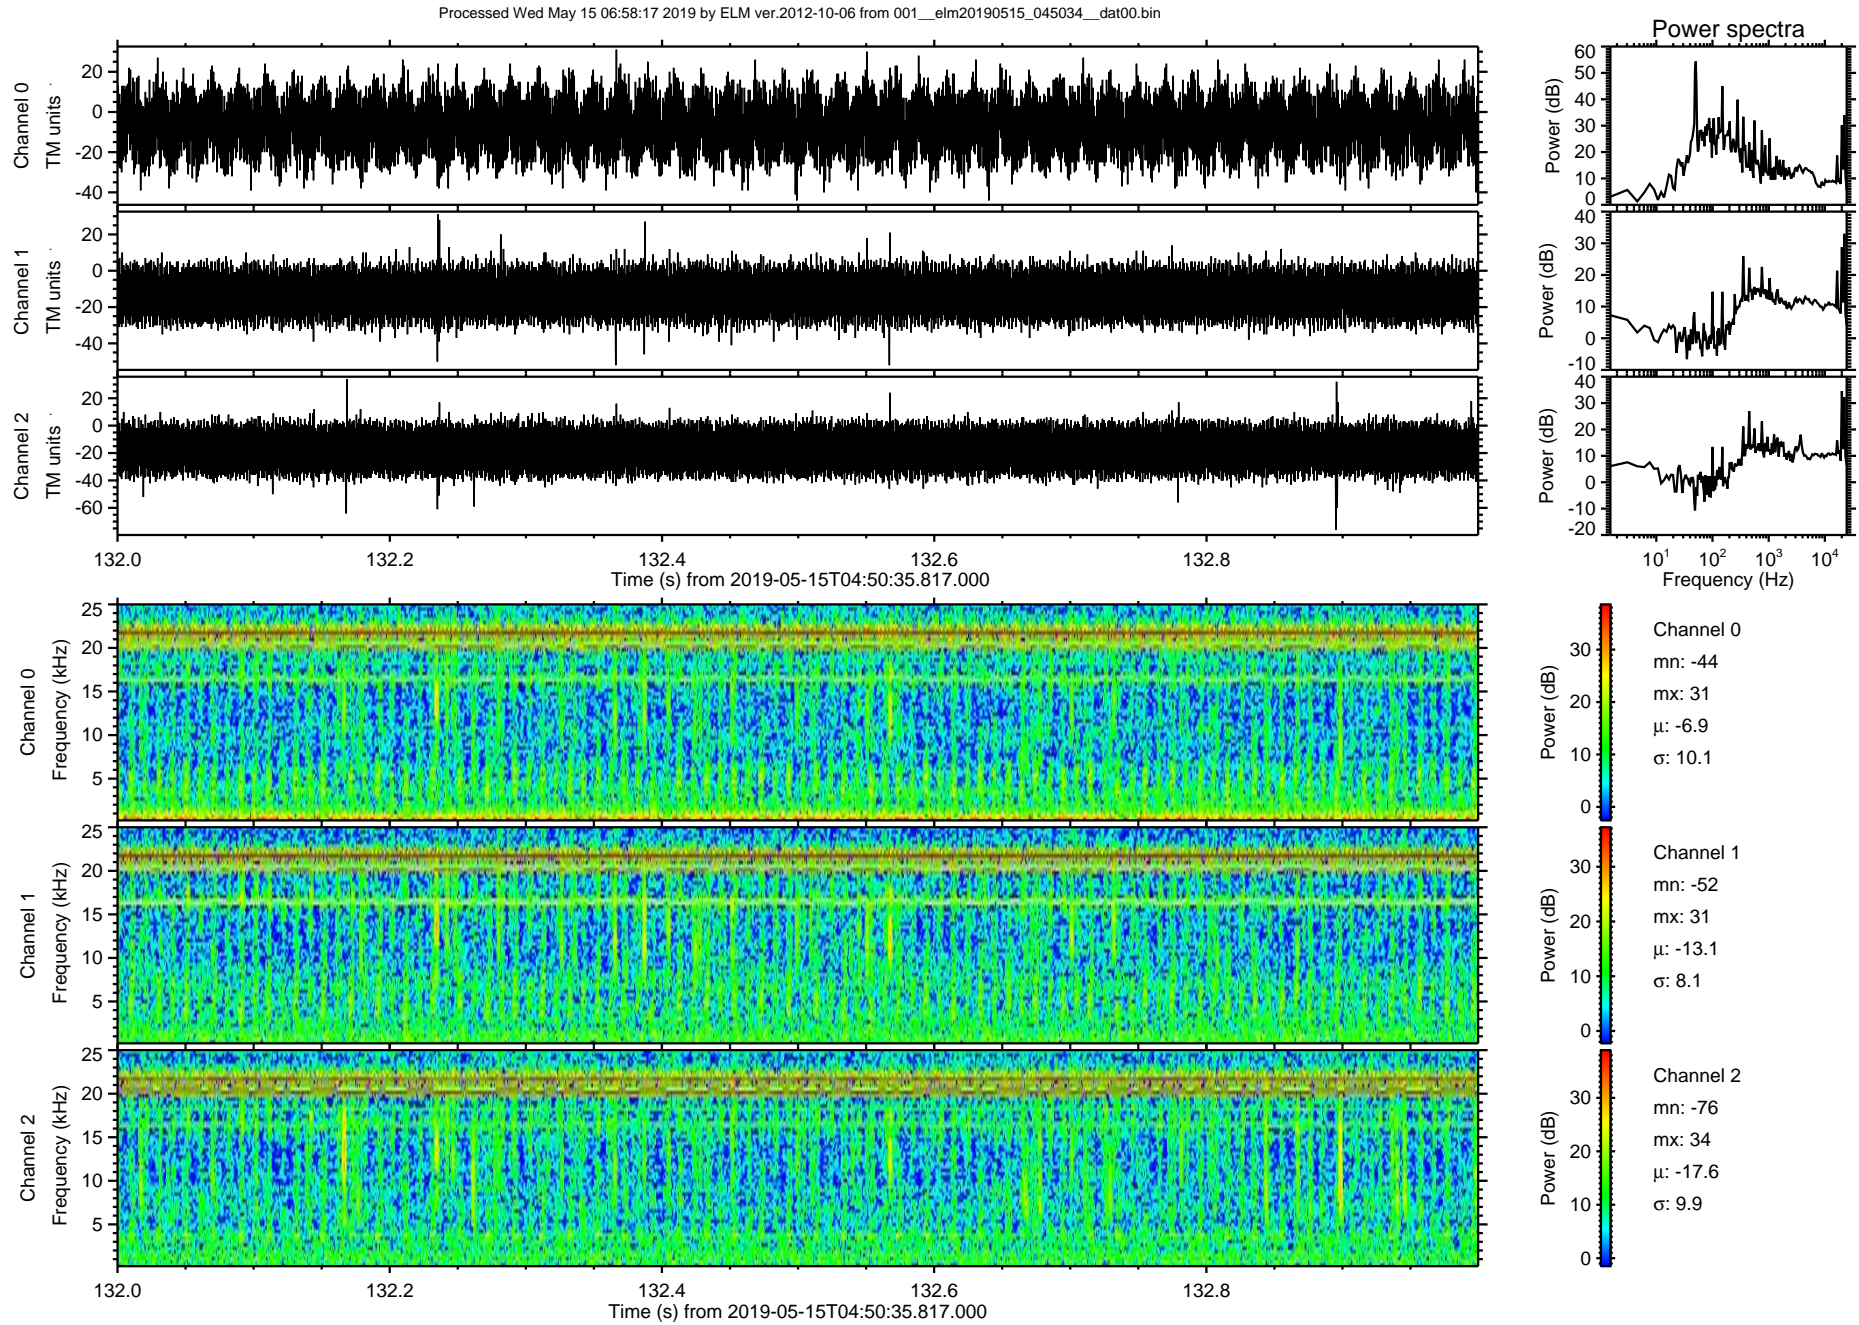 Processed Wed May 15 06:58:17 2019 by ELM ver.2012-10-06 from 001__elm20190515_045034__dat00.bin
Power spectra
Channel 0
TM units
20
0
-20
-40
Power (dB)
60
50
40
30
20
10
0
Channel 1
TM units
20
0
-20
-40
Power (dB)
40
30
20
10
0
-10
Channel 2
TM units
20
0
-20
-40
-60
Power (dB)
40
30
20
10
0
-10
-20
132.0 132.2 132.4 132.6 132.8
Time (s) from 2019-05-15T04:50:35.817.000
10^1 10^2 10^3 10^4
Frequency (Hz)
Channel 0
Frequency (kHz)
25
20
15
10
5
Power (dB)
30
20
10
0
Channel 0
mn: -44
mx: 31
µ: -6.9
σ: 10.1
Channel 1
Frequency (kHz)
25
20
15
10
5
Power (dB)
30
20
10
0
Channel 1
mn: -52
mx: 31
µ: -13.1
σ: 8.1
Channel 2
Frequency (kHz)
25
20
15
10
5
Power (dB)
30
20
10
0
Channel 2
mn: -76
mx: 34
µ: -17.6
σ: 9.9
132.0 132.2 132.4 132.6 132.8
Time (s) from 2019-05-15T04:50:35.817.000